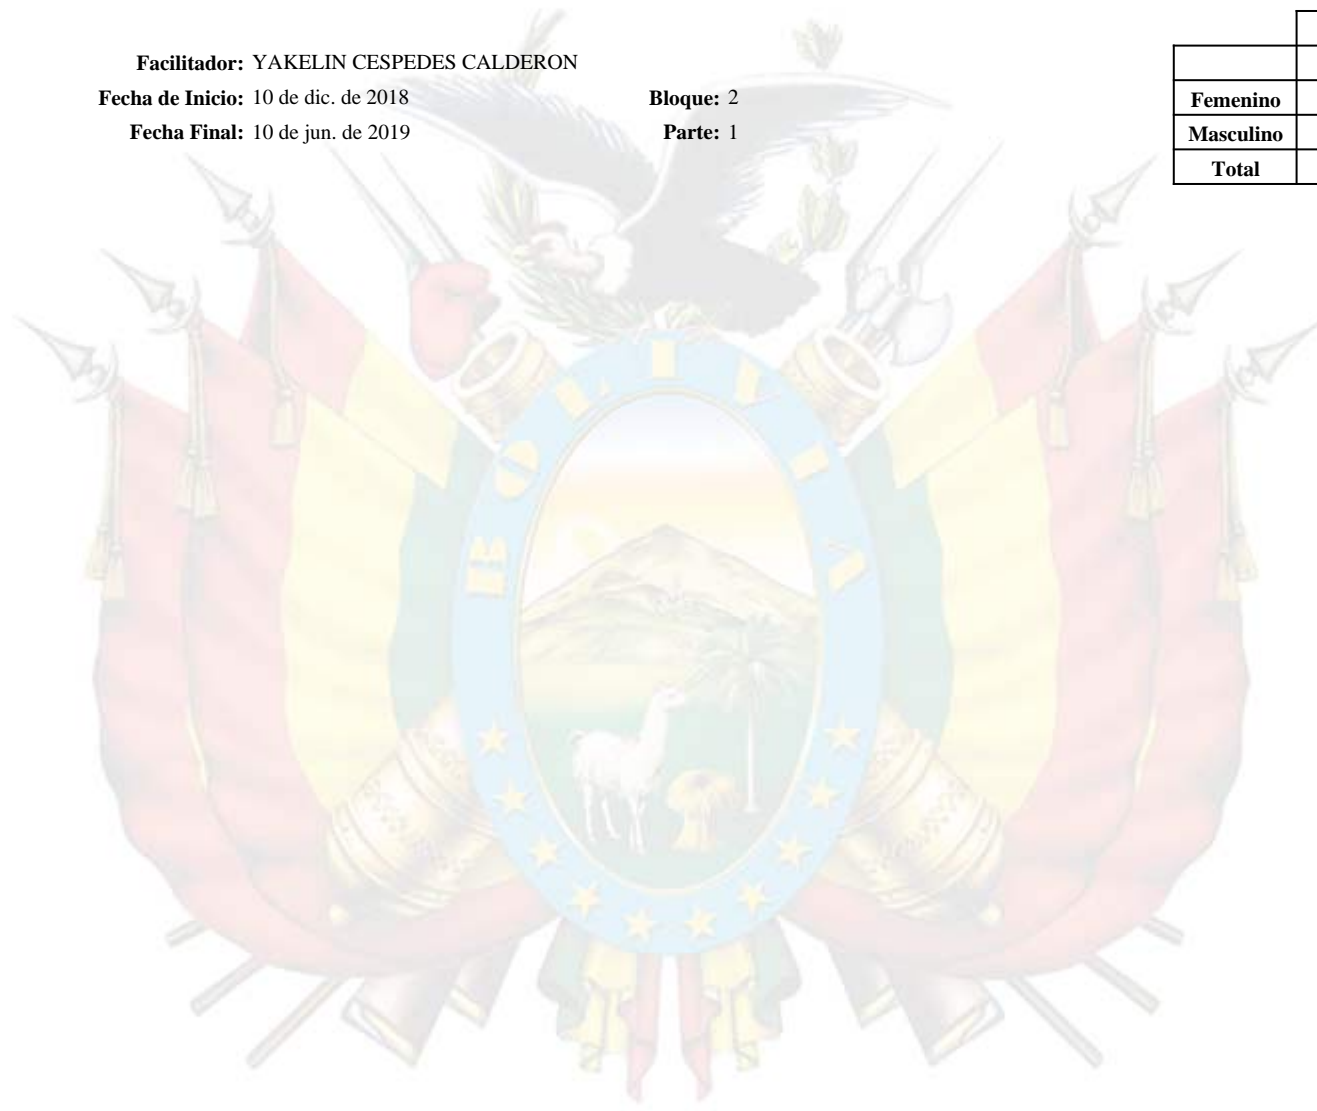 Facilitador: YAKELIN CESPEDES CALDERON
Fecha de Inicio: 10 de dic. de 2018 Bloque: 2
Fecha Final: 10 de jun. de 2019 Parte: 1
Femenino
Masculino
Total
BOLIVIA